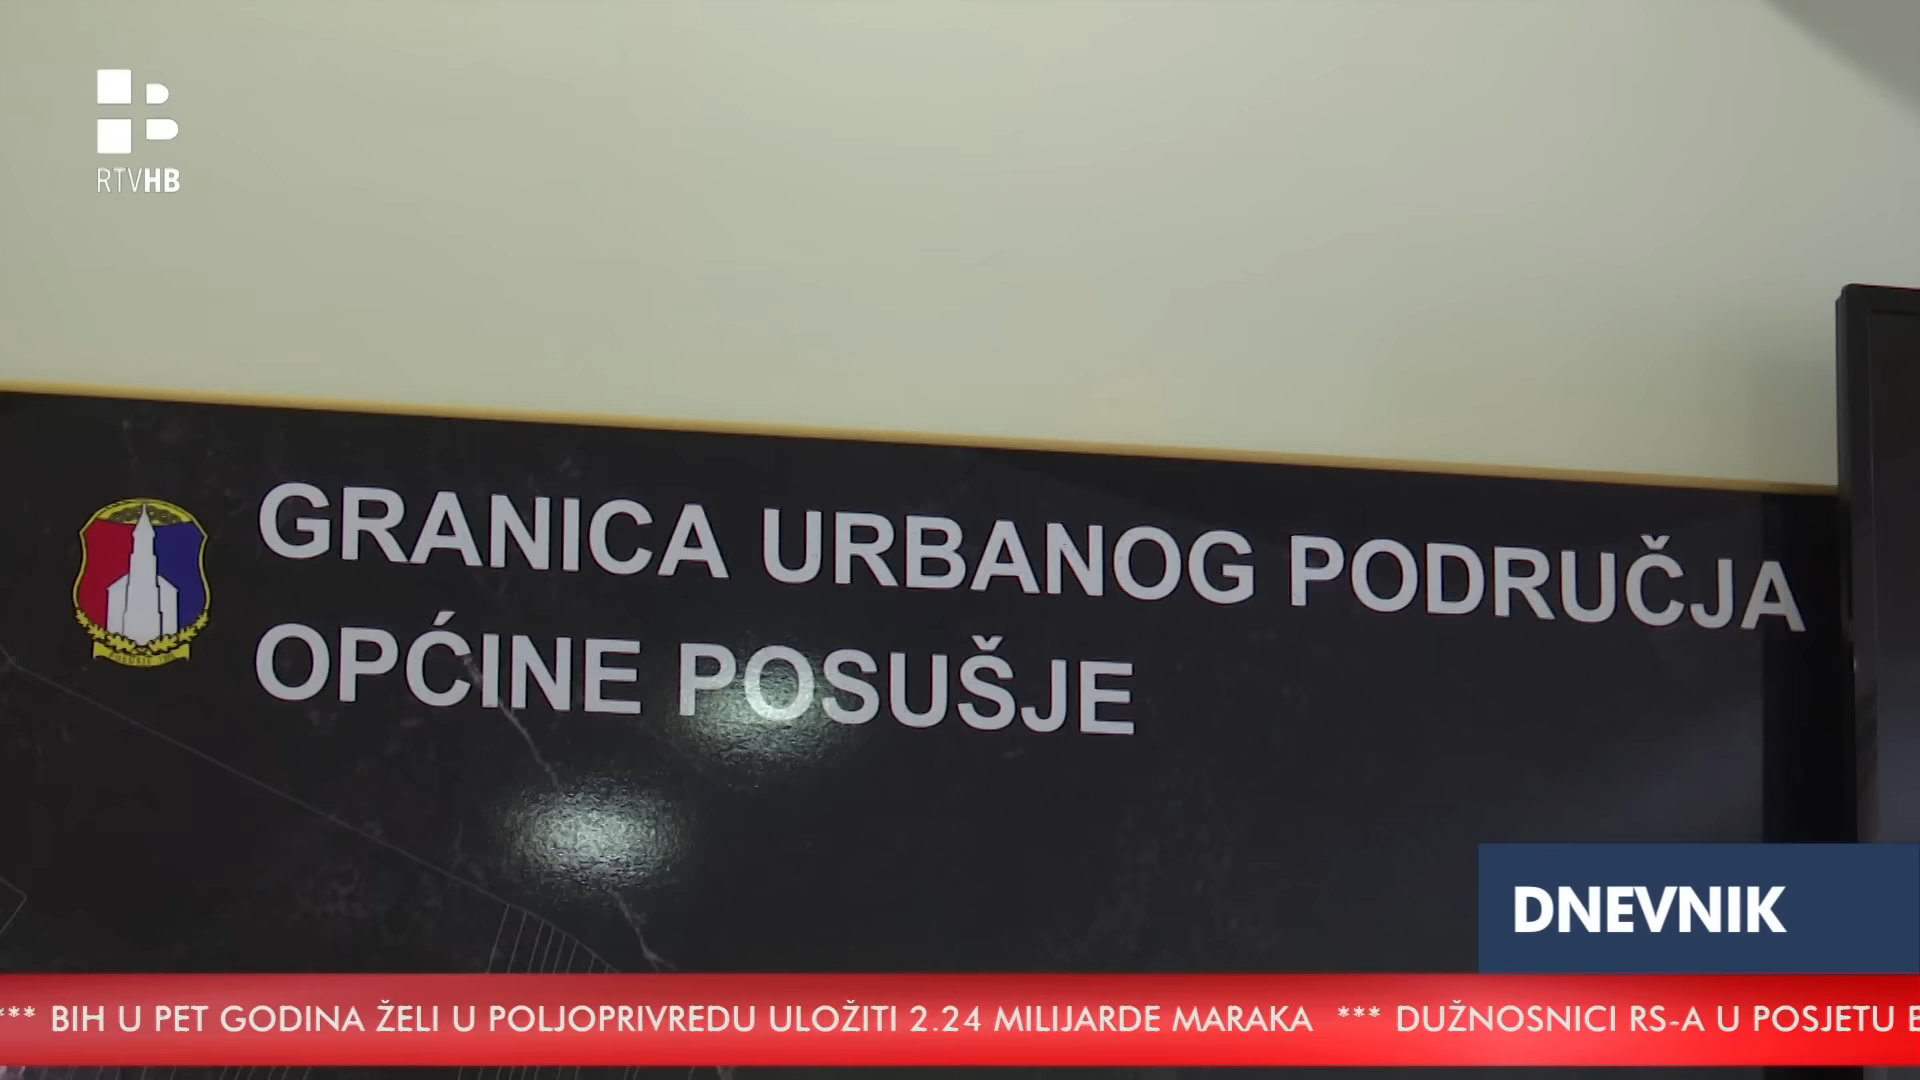 RTVHB
GRANICA URBANOG PODRUČJA
OPĆINE POSUŠJE
DNEVNIK
*** BIH U PET GODINA ŽELI U POLJOPRIVREDU ULOŽITI 2.24 MILIJARDE MARAKA *** DUŽNOSNICI RS-A U POSJETU